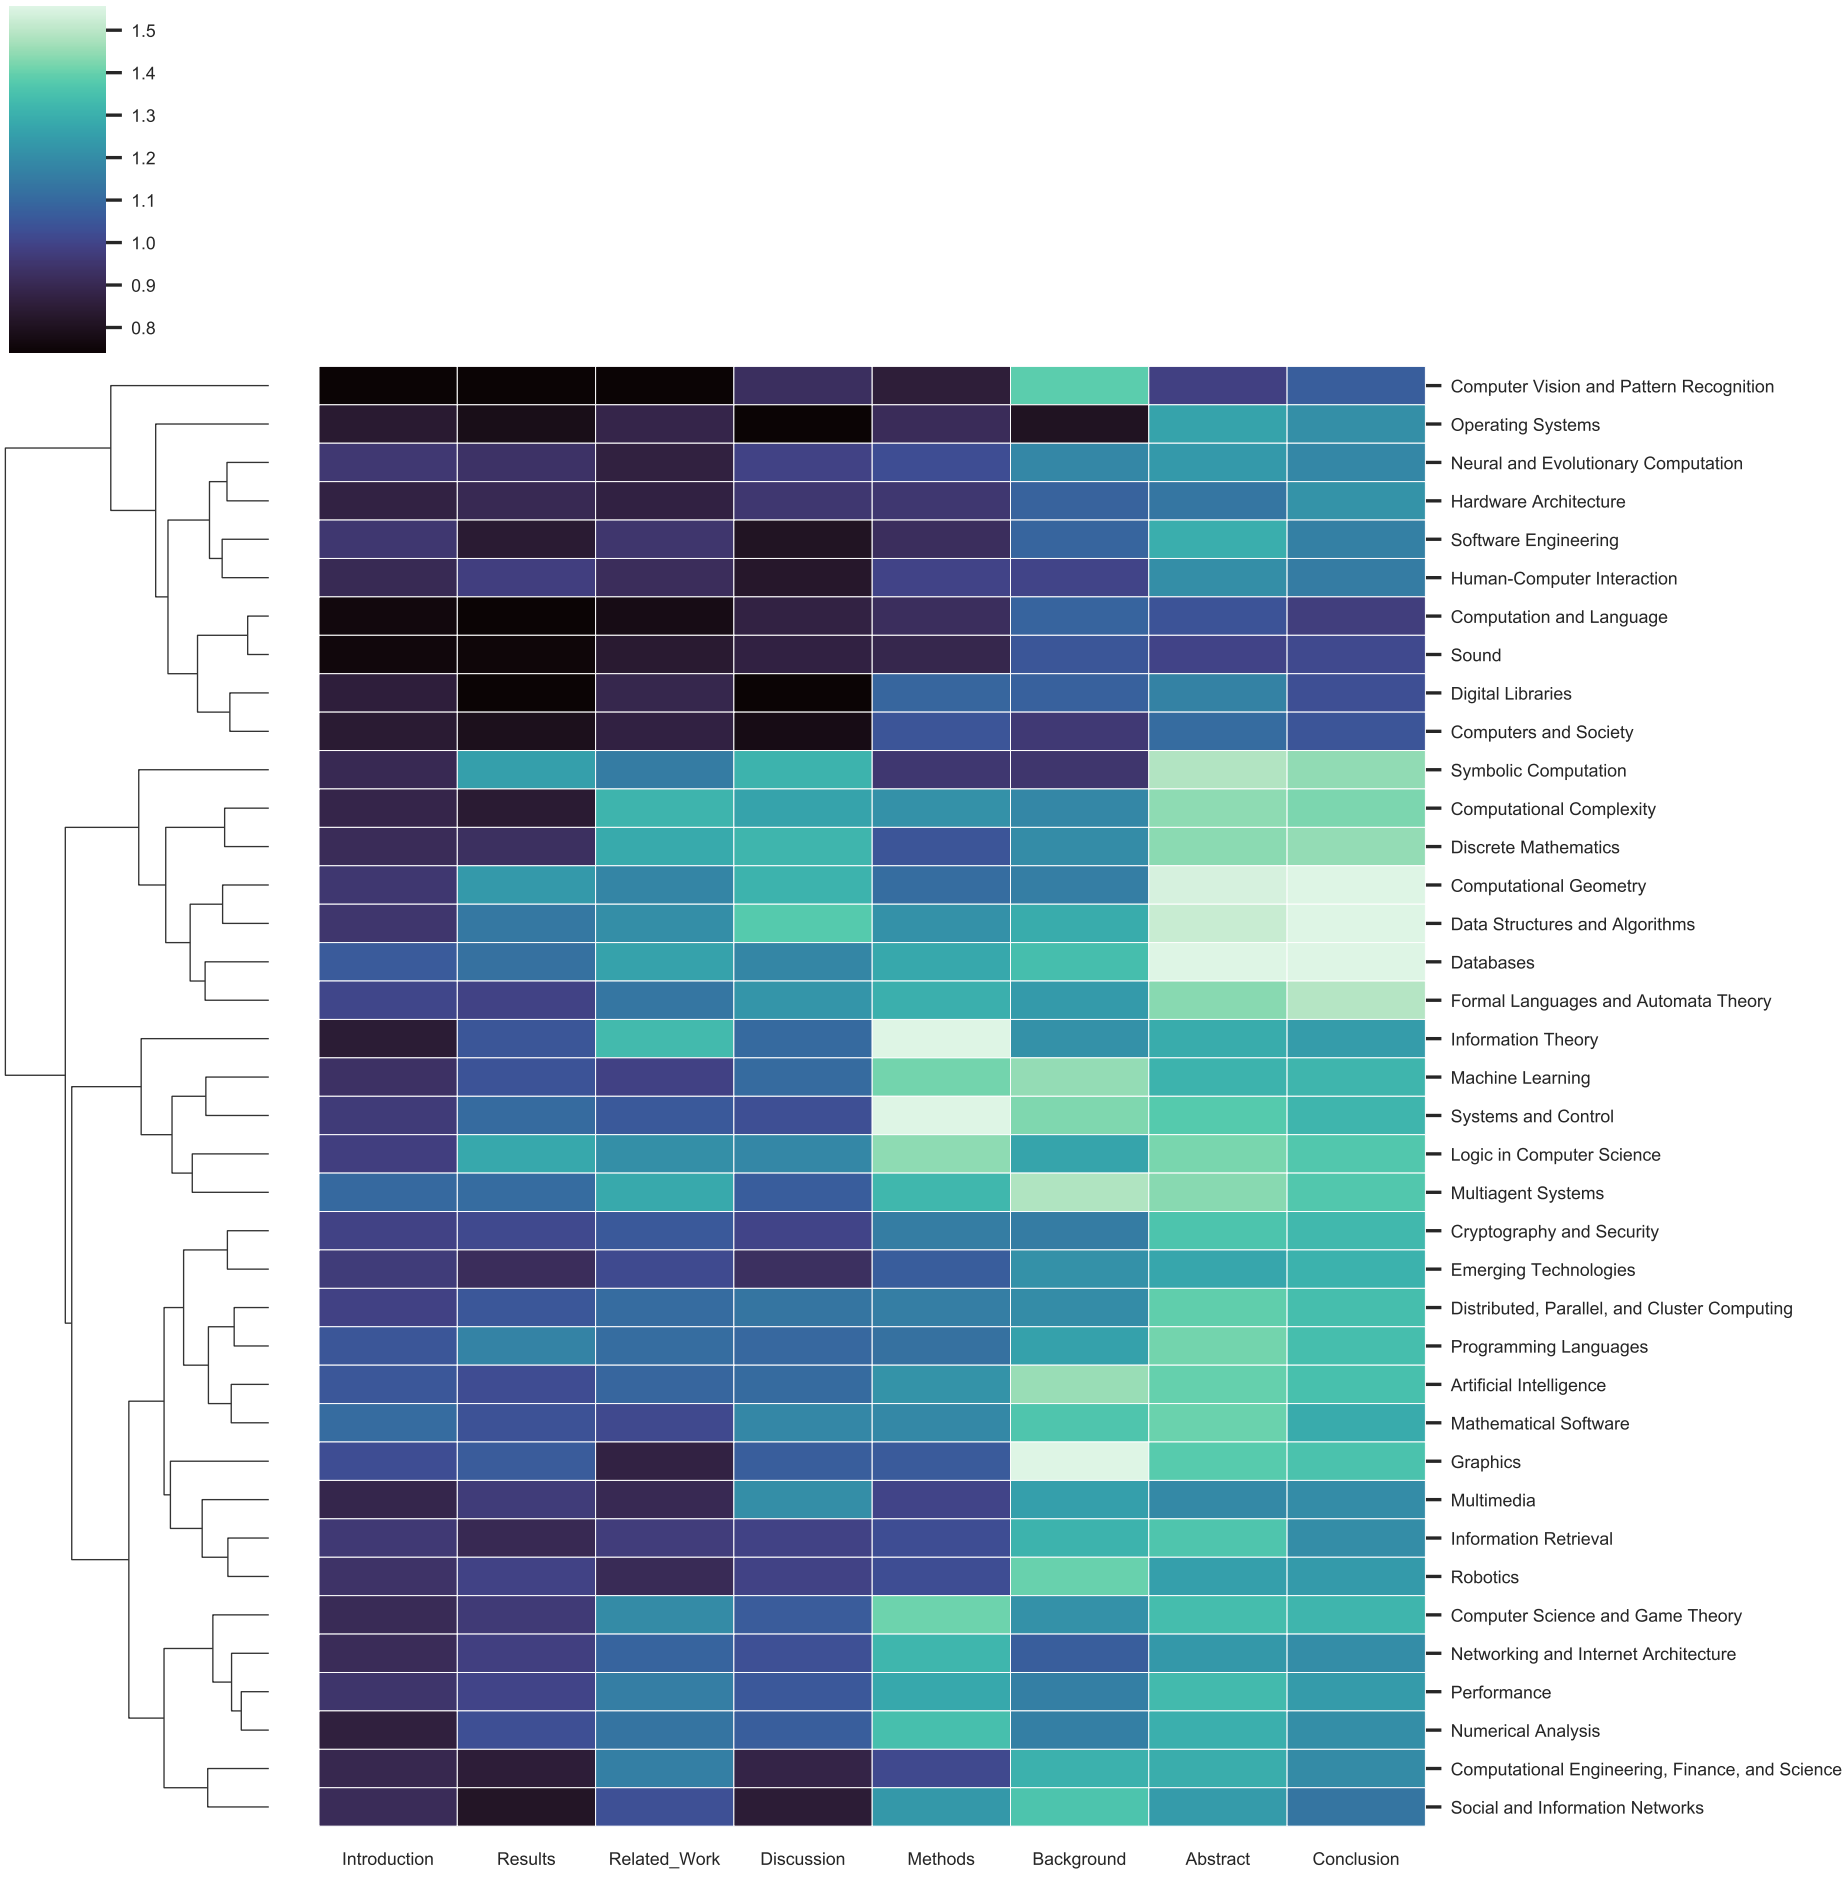 1.5
1.4
1.3
1.2
1.1
1.0
0.9
0.8
Computer Vision and Pattern Recognition
Operating Systems
Neural and Evolutionary Computation
Hardware Architecture
Software Engineering
Human-Computer Interaction
Computation and Language
Sound
Digital Libraries
Computers and Society
Symbolic Computation
Computational Complexity
Discrete Mathematics
Computational Geometry
Data Structures and Algorithms
Databases
Formal Languages and Automata Theory
Information Theory
Machine Learning
Systems and Control
Logic in Computer Science
Multiagent Systems
Cryptography and Security
Emerging Technologies
Distributed, Parallel, and Cluster Computing
Programming Languages
Artificial Intelligence
Mathematical Software
Graphics
Multimedia
Information Retrieval
Robotics
Computer Science and Game Theory
Networking and Internet Architecture
Performance
Numerical Analysis
Computational Engineering, Finance, and Science
Social and Information Networks
Introduction Results Related_Work Discussion Methods Background Abstract Conclusion